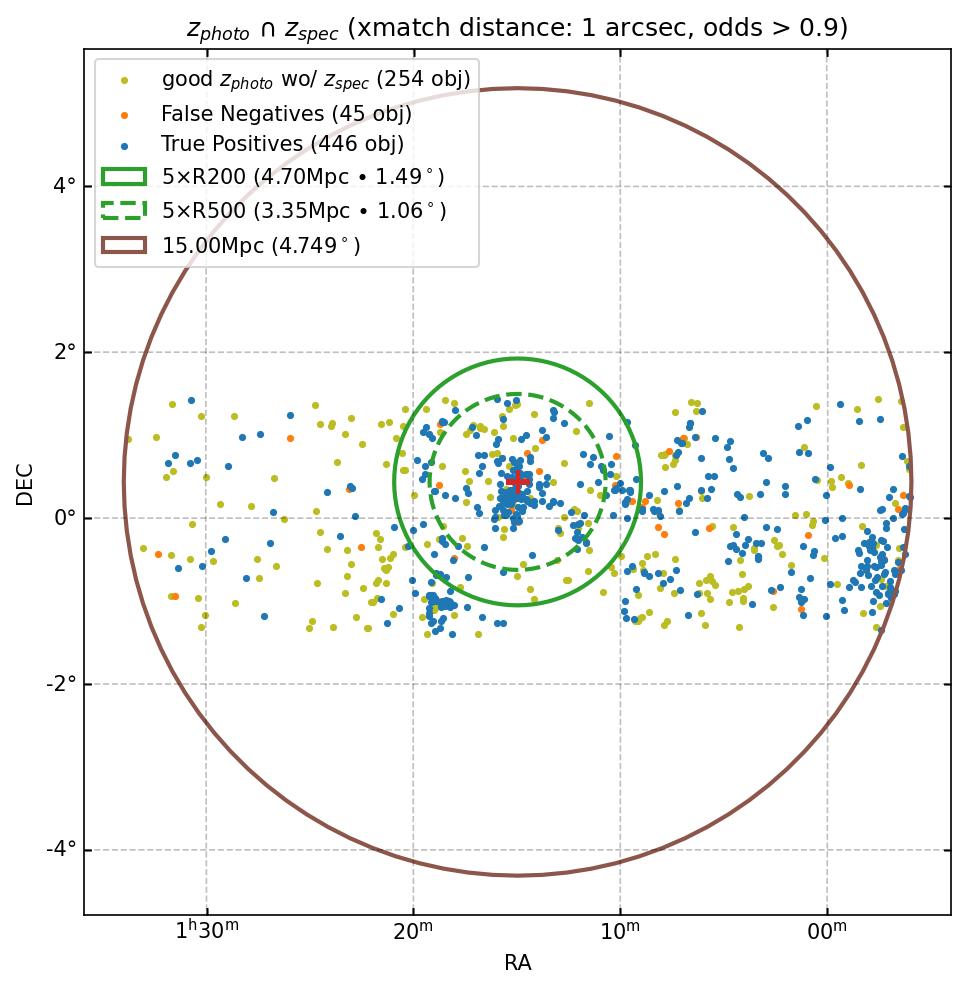 z_photo ∩ z_spec (xmatch distance: 1 arcsec, odds > 0.9)
good z_photo wo/ z_spec (254 obj)
False Negatives (45 obj)
True Positives (446 obj)
5×R200 (4.70Mpc • 1.49°)
5×R500 (3.35Mpc • 1.06°)
15.00Mpc (4.749°)
4°
2°
0°
-2°
-4°
DEC
1ʰ30ᵐ 20ᵐ 10ᵐ 00ᵐ
RA